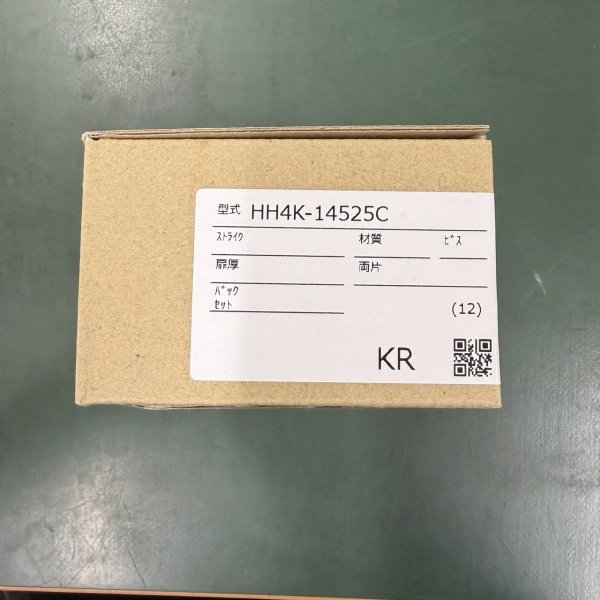 型式 HH4K-14525C
ｽﾄﾗｲｸ 材質 ﾋﾞｽ
扉厚 両片
ﾊﾞｯｸ
ｾｯﾄ
(12)
KR